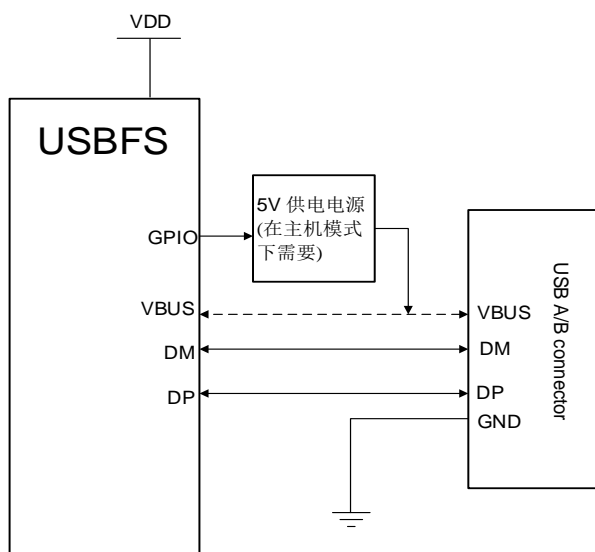 VDD
USBFS
5V 供电电源
(在主机模式
下需要)
GPIO
VBUS
VBUS
DM
DM
DP
DP
GND
USB A/B connector